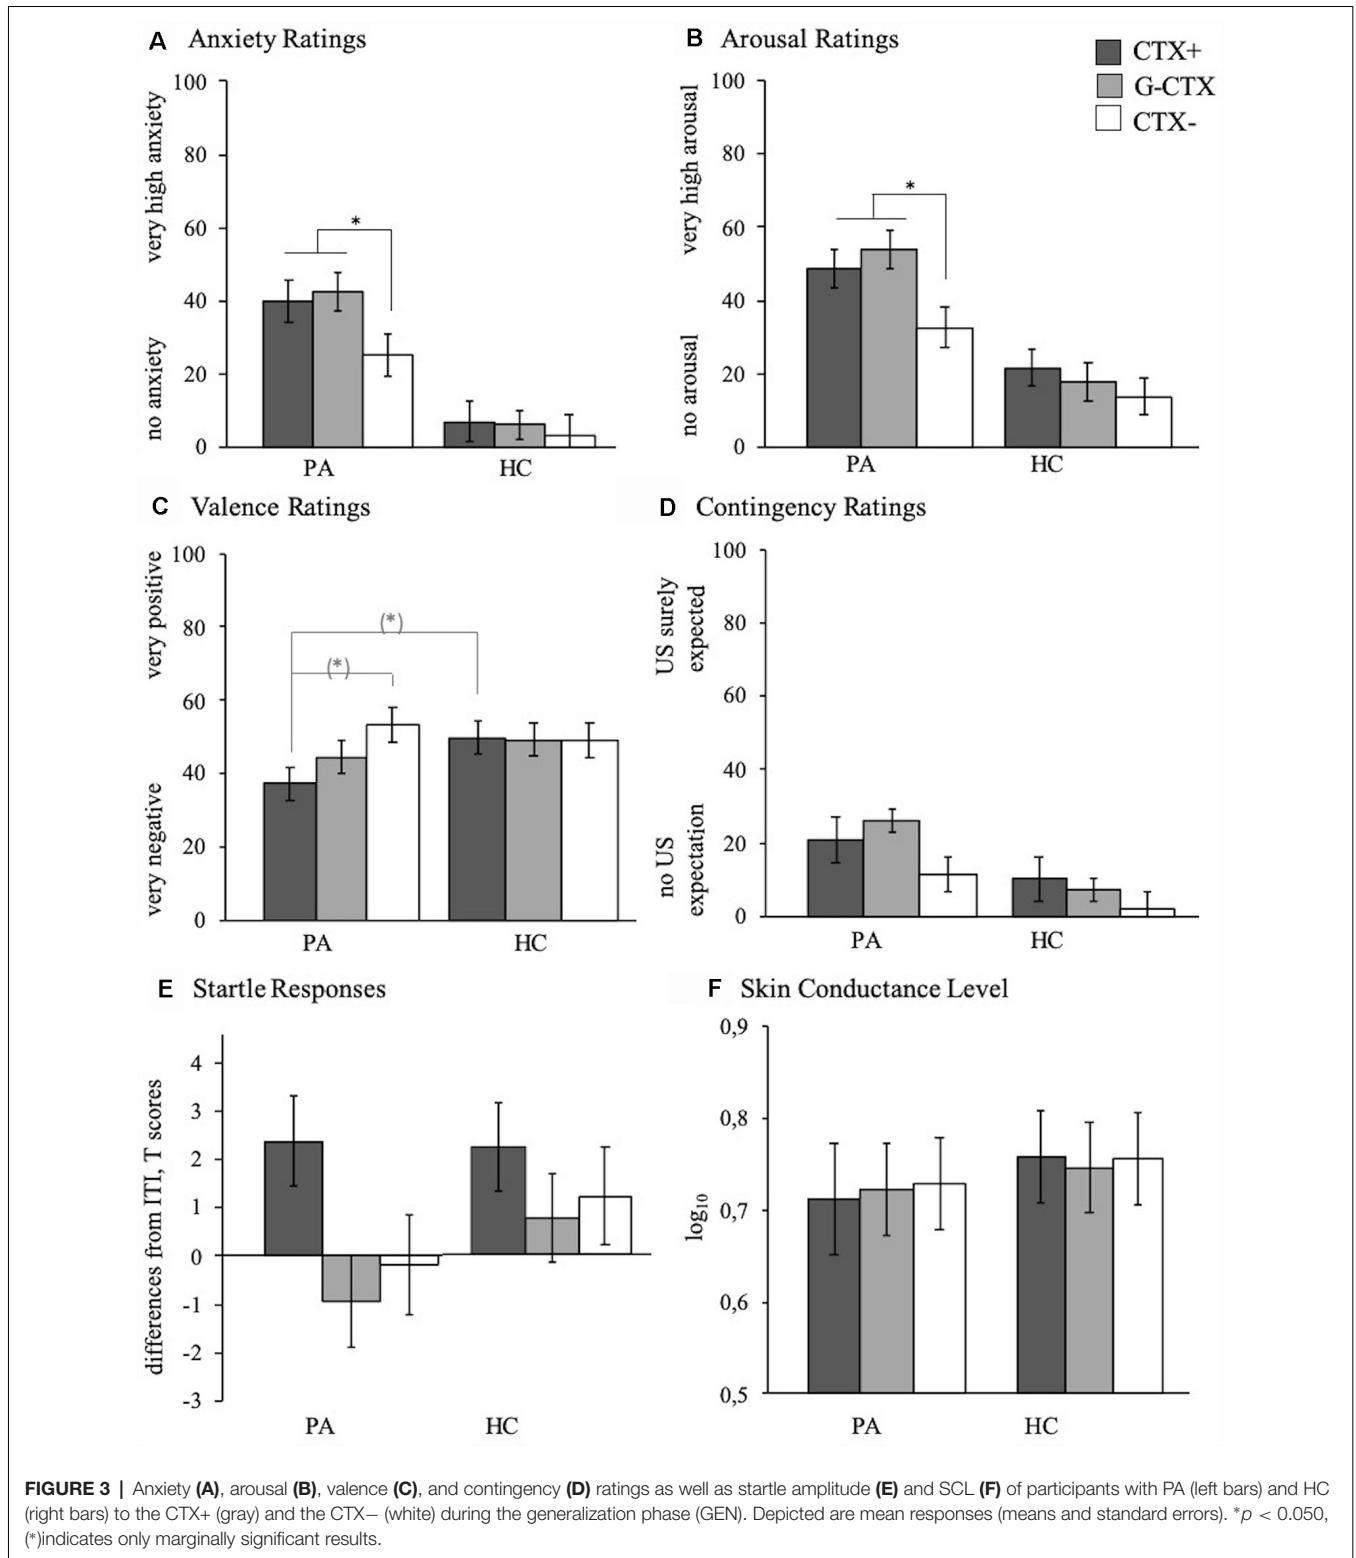 A Anxiety Ratings
very high anxiety
no anxiety
100
80
60
40
20
0
*
PA
HC
B Arousal Ratings
very high arousal
no arousal
100
80
60
40
20
0
*
PA
HC
CTX+
G-CTX
CTX-
C Valence Ratings
very positive
very negative
100
80
60
40
20
0
(*)
(*)
PA
HC
D Contingency Ratings
US surely
expected
no US
expectation
100
80
60
40
20
0
PA
HC
E Startle Responses
differences from ITI, T scores
4
3
2
1
0
-1
-2
-3
PA
HC
F Skin Conductance Level
log10
0,9
0,8
0,7
0,6
0,5
PA
HC
FIGURE 3 | Anxiety (A), arousal (B), valence (C), and contingency (D) ratings as well as startle amplitude (E) and SCL (F) of participants with PA (left bars) and HC
(right bars) to the CTX+ (gray) and the CTX− (white) during the generalization phase (GEN). Depicted are mean responses (means and standard errors). *p < 0.050,
(*)indicates only marginally significant results.